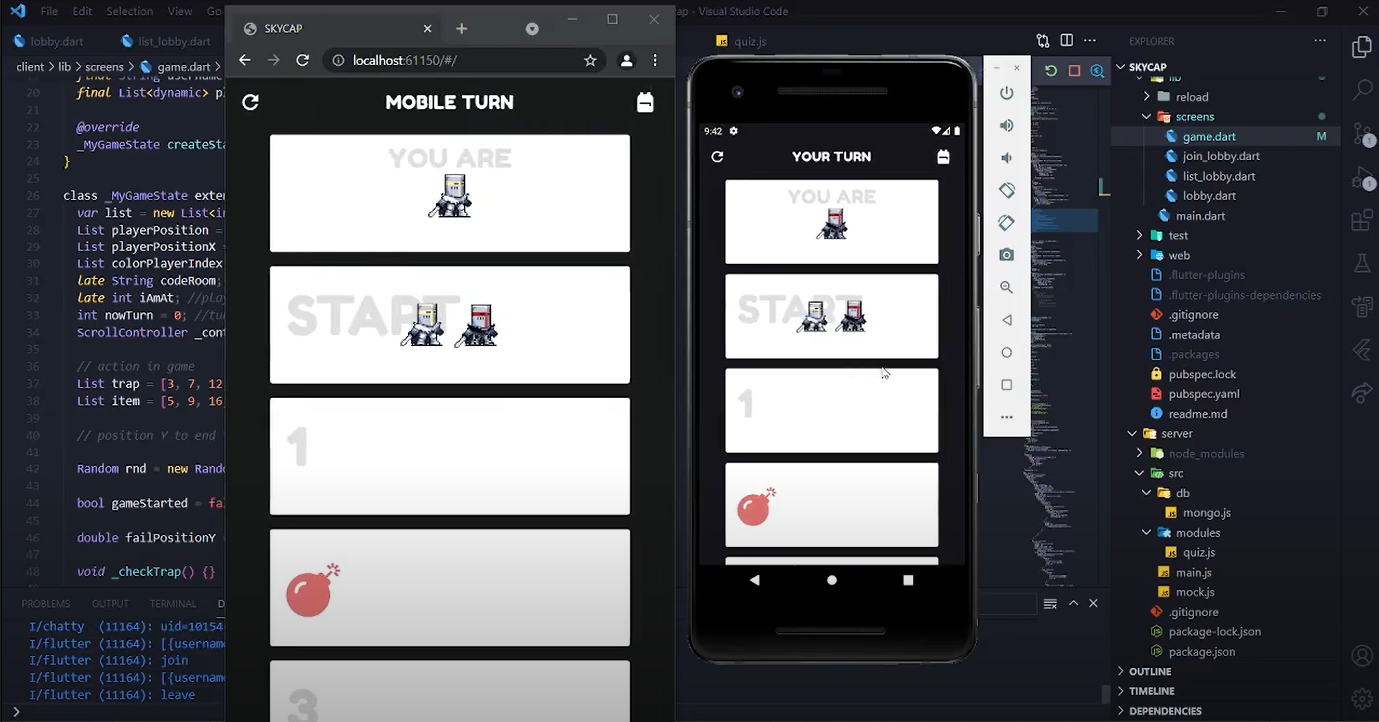 File Edit Selection View Go
SKYCAP
cap - Visual Studio Code
lobby.dart
list_lobby.dart
quiz.js
EXPLORER
client > lib > screens > game.dart >
localhost:61150/#/
20 final List<dynamic> p
21
22 @override
23 _MyGameState createSta
24 }
25
26 class _MyGameState exten
27 var list = new List<in
28 List playerPosition =
29 List playerPositionX =
30 List colorPlayerIndex
31 late String codeRoom;
32 late int iAmAt; //play
33 int nowTurn = 0; //tu
34 ScrollController _cont
35
36 // action in game
37 List trap = [3, 7, 12
38 List item = [5, 9, 16
39
40 // position Y to end
41
42 Random rnd = new Rando
43
44 bool gameStarted = fa
45
46 double failPositionY
47
48 void _checkTrap() {}
PROBLEMS OUTPUT TERMINAL D
I/chatty (11164): uid=10154
I/flutter (11164): [{username
I/flutter (11164): join
I/flutter (11164): [{username
I/flutter (11164): leave
MOBILE TURN
YOU ARE
START
1
3
9:42
YOUR TURN
YOU ARE
START
1
SKYCAP
lib
reload
screens
game.dart M
join_lobby.dart
list_lobby.dart
lobby.dart
main.dart
test
web
.flutter-plugins
.flutter-plugins-dependencies
.gitignore
.metadata
.packages
pubspec.lock
pubspec.yaml
readme.md
server
node_modules
src
db
mongo.js
modules
quiz.js
main.js
mock.js
.gitignore
package-lock.json
package.json
OUTLINE
TIMELINE
DEPENDENCIES
1
1